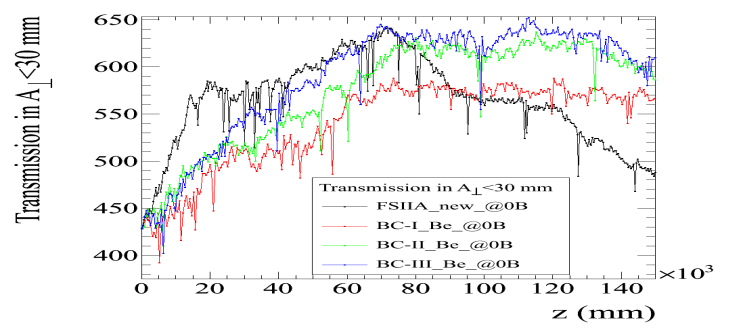 Transmission in A⊥<30 mm
650
600
550
500
450
400
Transmission in A⊥<30 mm
FSIIA_new_@0B
BC-I_Be_@0B
BC-II_Be_@0B
BC-III_Be_@0B
0 20 40 60 80 100 120 140
×10³
z (mm)